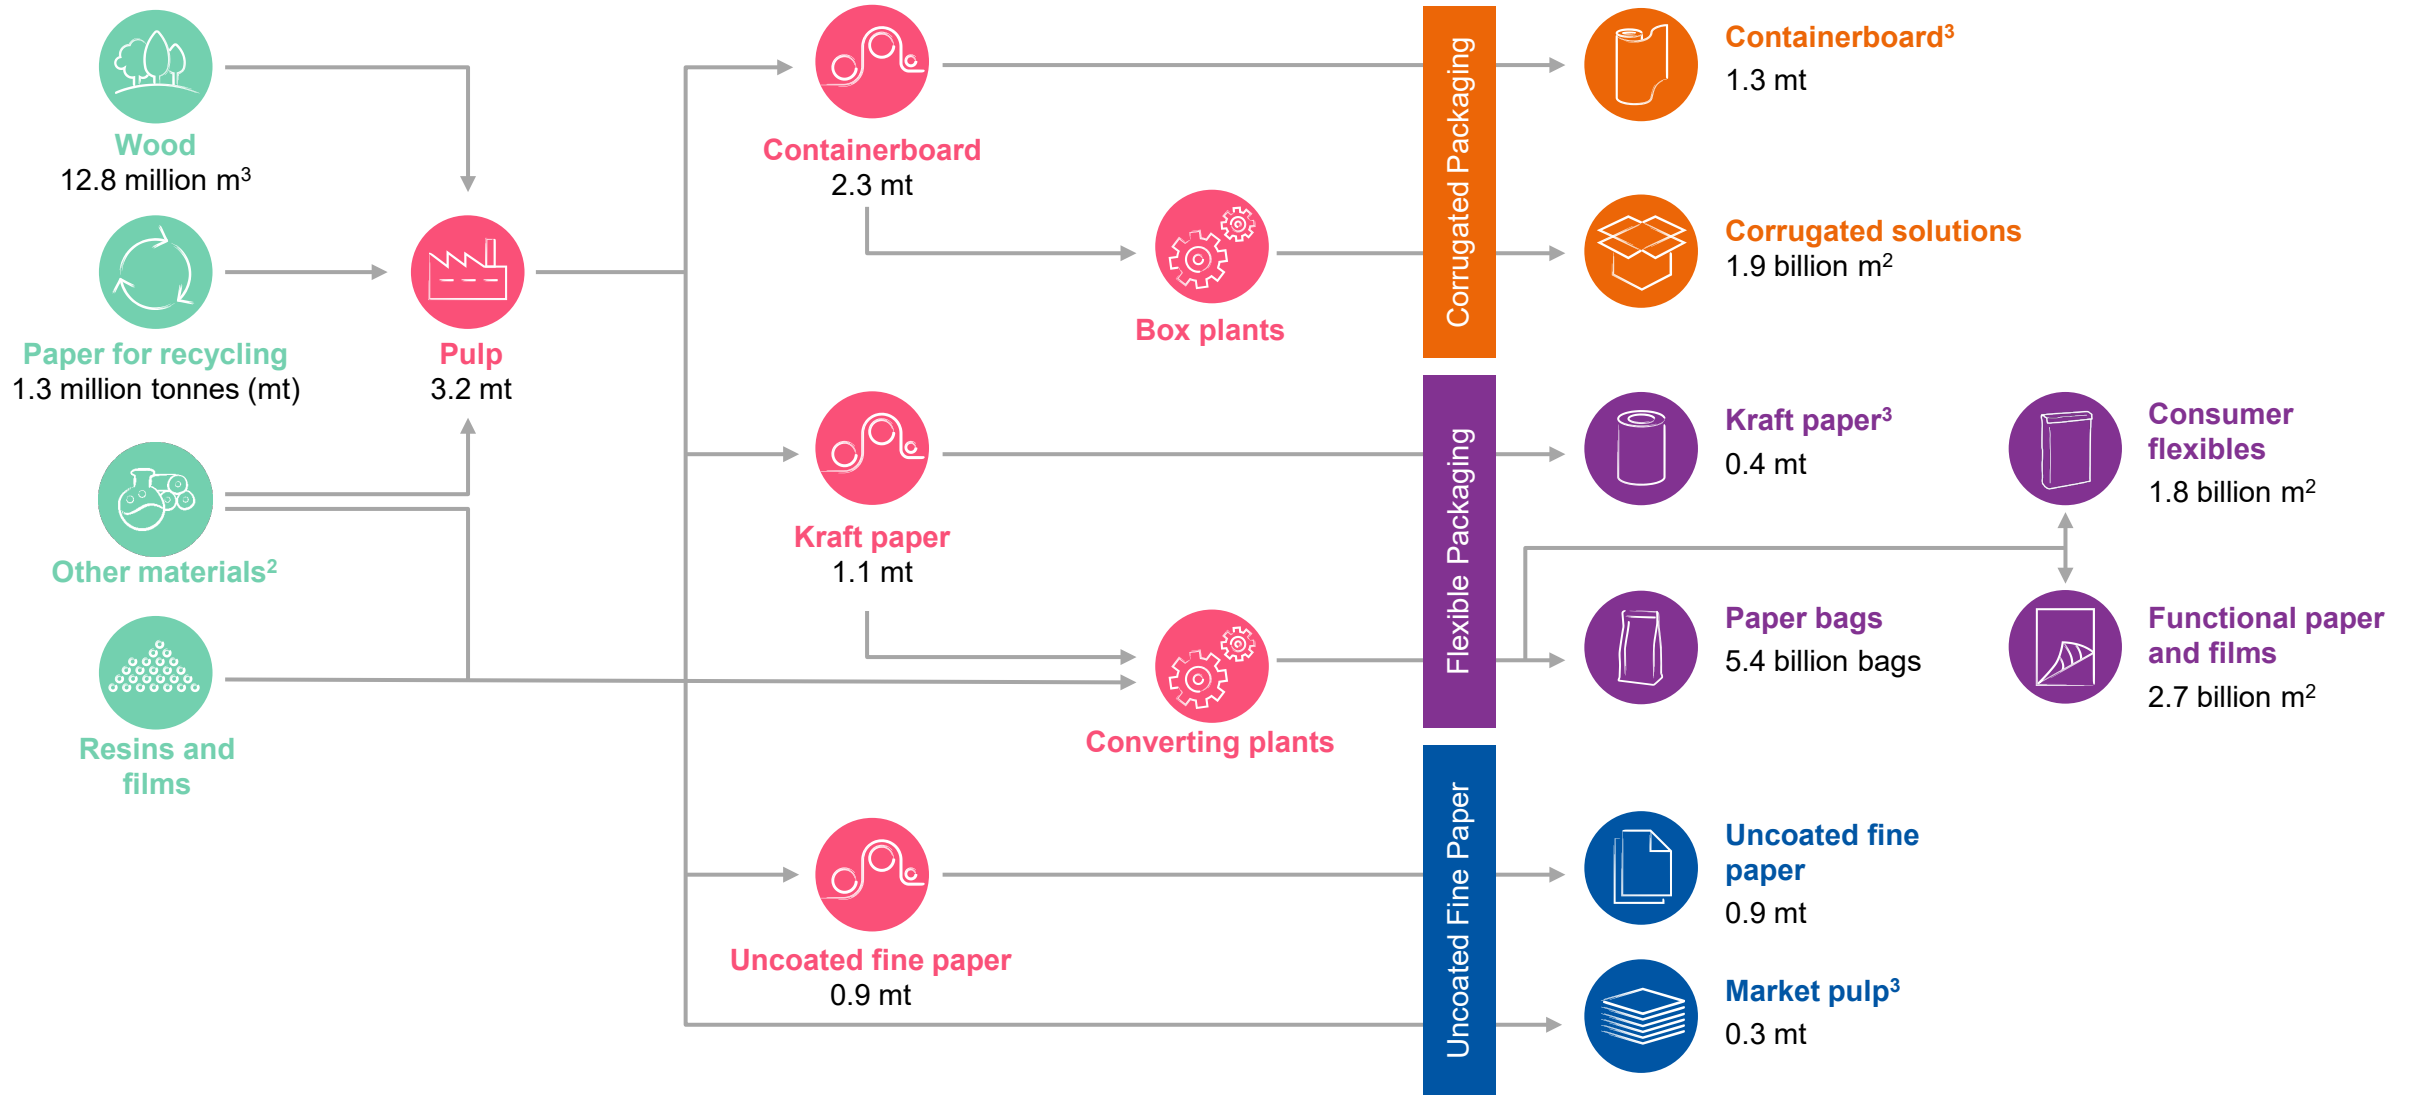 Wood
12.8 million m³
Paper for recycling
1.3 million tonnes (mt)
Other materials²
Resins and
films
Pulp
3.2 mt
Containerboard
2.3 mt
Box plants
Kraft paper
1.1 mt
Converting plants
Uncoated fine paper
0.9 mt
Corrugated Packaging
Containerboard³
1.3 mt
Corrugated solutions
1.9 billion m²
Flexible Packaging
Kraft paper³
0.4 mt
Consumer
flexibles
1.8 billion m²
Paper bags
5.4 billion bags
Functional paper
and films
2.7 billion m²
Uncoated Fine Paper
Uncoated fine
paper
0.9 mt
Market pulp³
0.3 mt